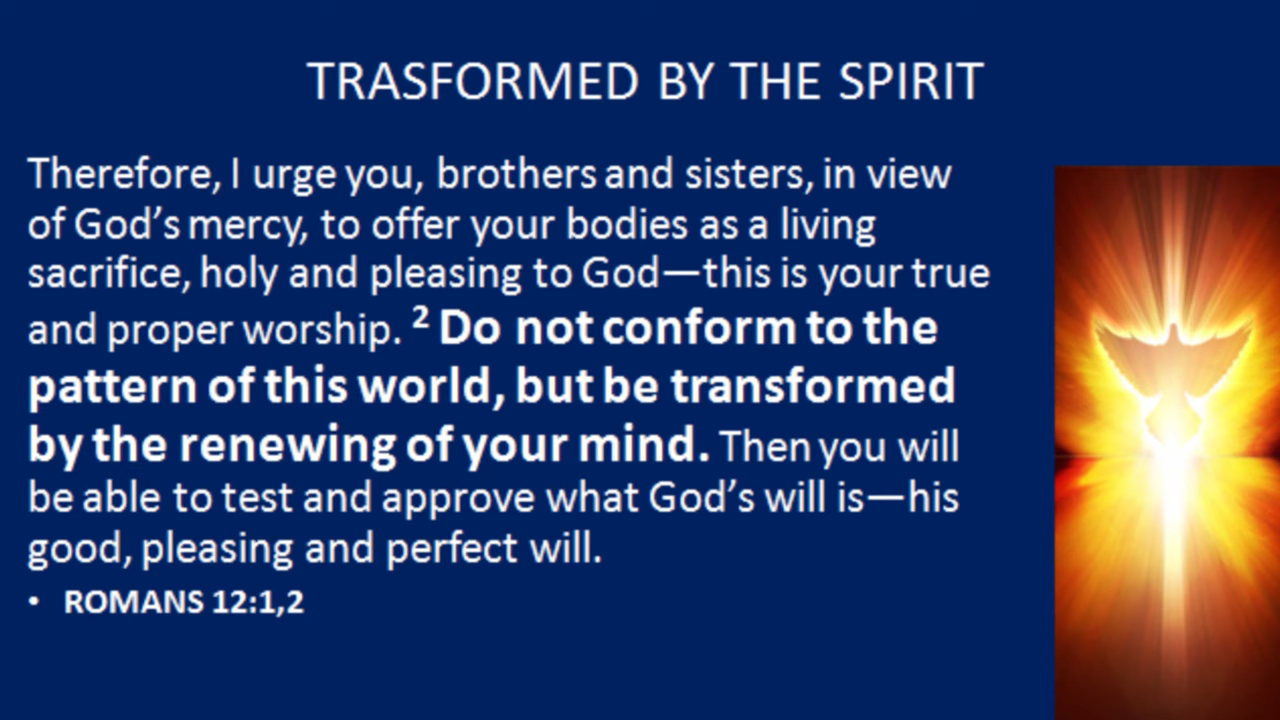 TRASFORMED BY THE SPIRIT
Therefore, I urge you, brothers and sisters, in view
of God’s mercy, to offer your bodies as a living
sacrifice, holy and pleasing to God—this is your true
and proper worship. ² Do not conform to the
pattern of this world, but be transformed
by the renewing of your mind. Then you will
be able to test and approve what God’s will is—his
good, pleasing and perfect will.
• ROMANS 12:1,2